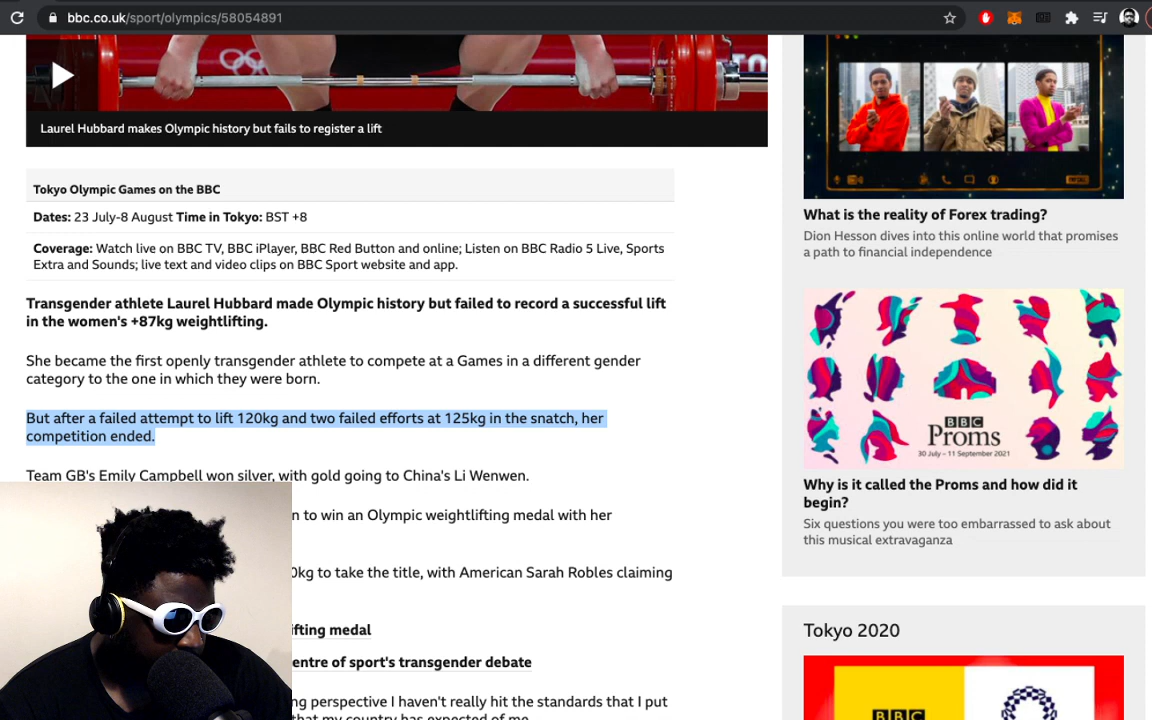 bbc.co.uk/sport/olympics/58054891
Laurel Hubbard makes Olympic history but fails to register a lift
Tokyo Olympic Games on the BBC
Dates: 23 July-8 August Time in Tokyo: BST +8
Coverage: Watch live on BBC TV, BBC iPlayer, BBC Red Button and online; Listen on BBC Radio 5 Live, Sports
Extra and Sounds; live text and video clips on BBC Sport website and app.
Transgender athlete Laurel Hubbard made Olympic history but failed to record a successful lift
in the women's +87kg weightlifting.
She became the first openly transgender athlete to compete at a Games in a different gender
category to the one in which they were born.
But after a failed attempt to lift 120kg and two failed efforts at 125kg in the snatch, her
competition ended.
Team GB's Emily Campbell won silver, with gold going to China's Li Wenwen.
n to win an Olympic weightlifting medal with her
0kg to take the title, with American Sarah Robles claiming
ifting medal
entre of sport's transgender debate
ng perspective I haven't really hit the standards that I put
that my country has expected of me
What is the reality of Forex trading?
Dion Hesson dives into this online world that promises
a path to financial independence
BBC
Proms
30 July – 11 September 2021
Why is it called the Proms and how did it
begin?
Six questions you were too embarrassed to ask about
this musical extravaganza
Tokyo 2020
BBC